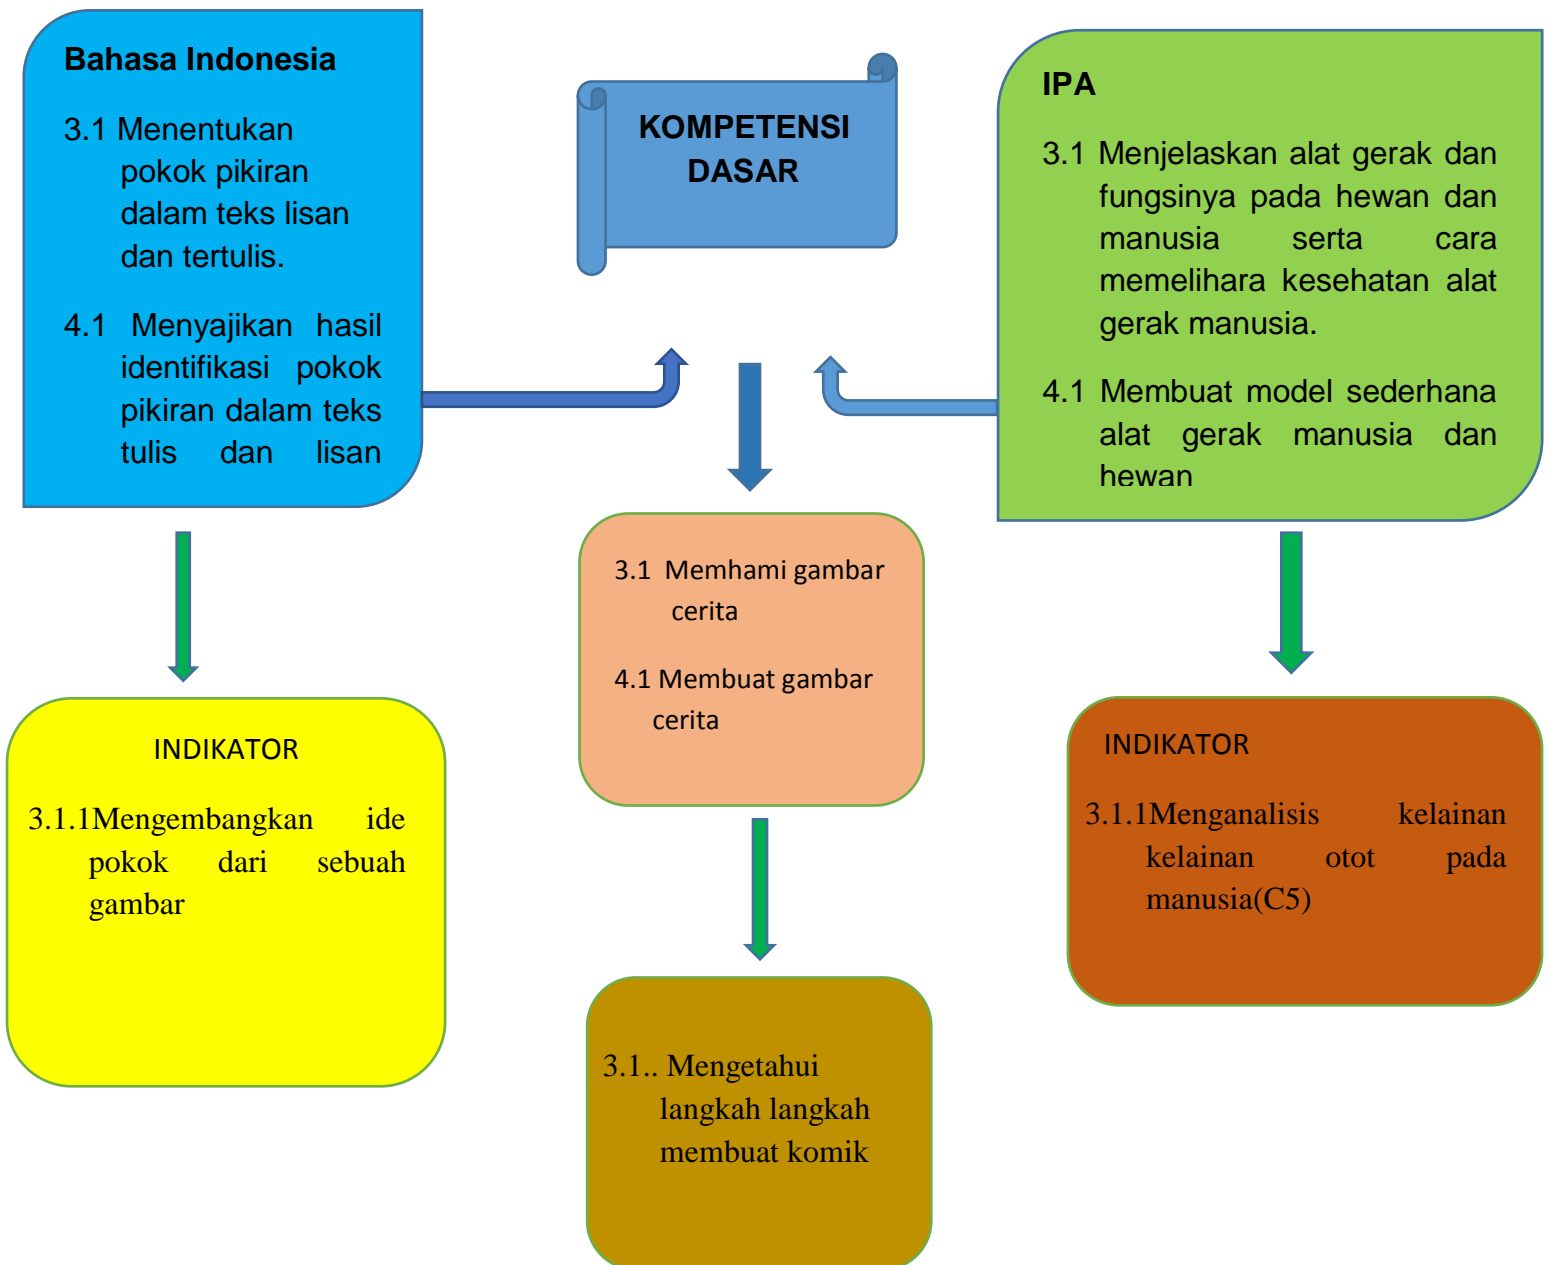 Bahasa Indonesia
3.1 Menentukan
pokok pikiran
dalam teks lisan
dan tertulis.
4.1 Menyajikan hasil
identifikasi pokok
pikiran dalam teks
tulis dan lisan
KOMPETENSI
DASAR
IPA
3.1 Menjelaskan alat gerak dan
fungsinya pada hewan dan
manusia serta cara
memelihara kesehatan alat
gerak manusia.
4.1 Membuat model sederhana
alat gerak manusia dan
hewan
3.1 Memhami gambar
cerita
4.1 Membuat gambar
cerita
INDIKATOR
3.1.1Mengembangkan ide
pokok dari sebuah
gambar
INDIKATOR
3.1.1Menganalisis kelainan
kelainan otot pada
manusia(C5)
3.1.. Mengetahui
langkah langkah
membuat komik